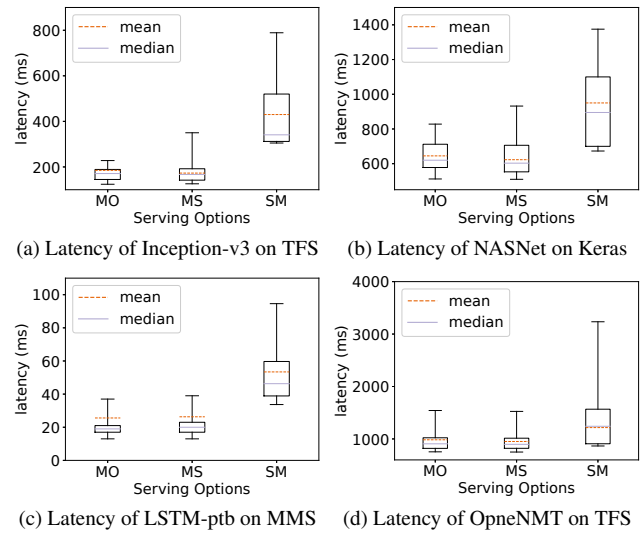 800
600
400
200
latency (ms)
mean
median
MO MS SM
Serving Options
(a) Latency of Inception-v3 on TFS
1400
1200
1000
800
600
latency (ms)
mean
median
MO MS SM
Serving Options
(b) Latency of NASNet on Keras
100
80
60
40
20
0
latency (ms)
mean
median
MO MS SM
Serving Options
(c) Latency of LSTM-ptb on MMS
4000
3000
2000
1000
latency (ms)
mean
median
MO MS SM
Serving Options
(d) Latency of OpneNMT on TFS